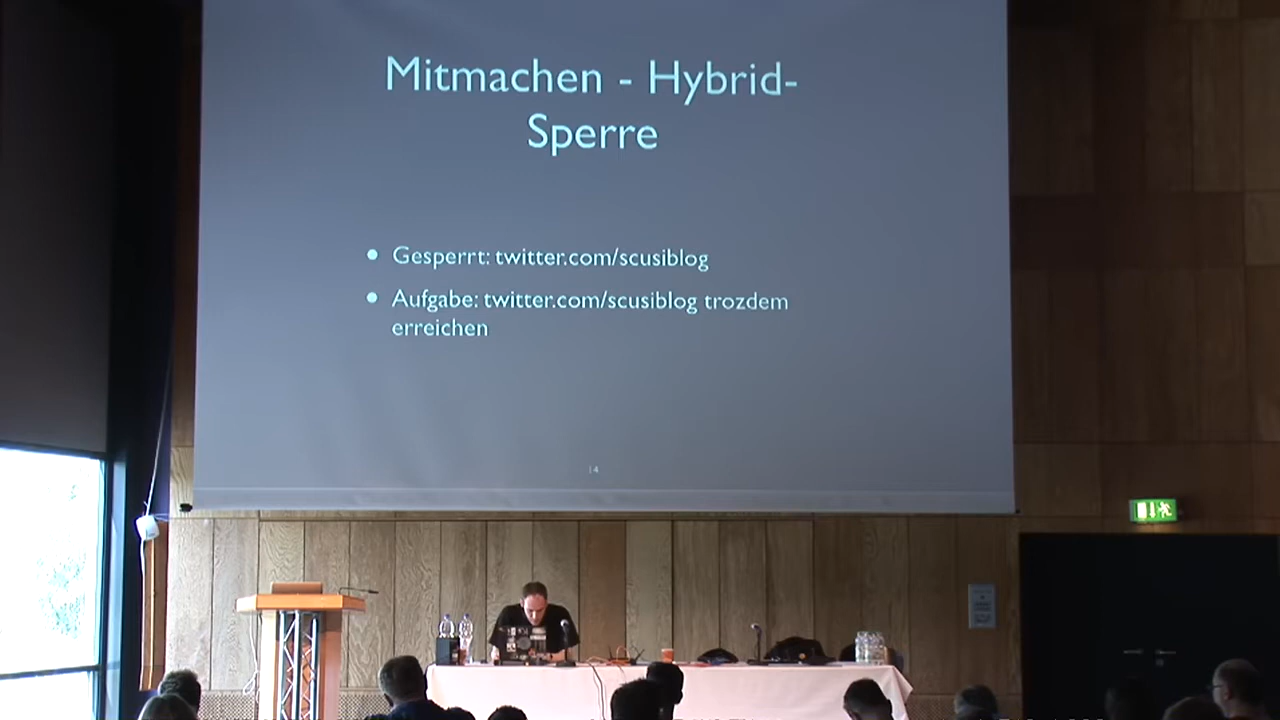 Mitmachen - Hybrid-
Sperre
• Gesperrt: twitter.com/scusiblog
• Aufgabe: twitter.com/scusiblog trozdem
erreichen
14